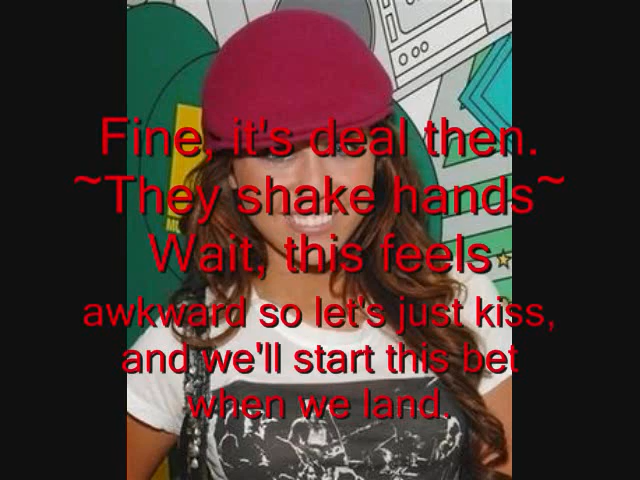 Fine, it's deal then.
~They shake hands~
Wait, this feels
awkward so let's just kiss,
and we'll start this bet
when we land.